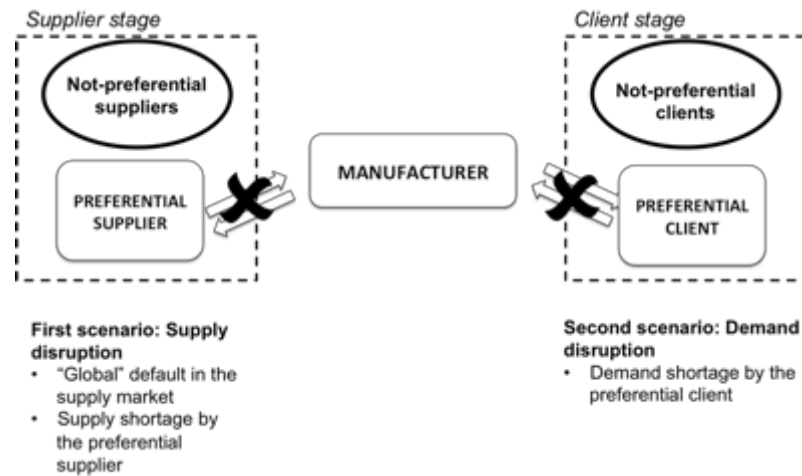 Supplier stage
Client stage
Not-preferential
suppliers
Not-preferential
clients
MANUFACTURER
PREFERENTIAL
SUPPLIER
PREFERENTIAL
CLIENT
First scenario: Supply
disruption
• “Global” default in the
supply market
• Supply shortage by
the preferential
supplier
Second scenario: Demand
disruption
• Demand shortage by the
preferential client